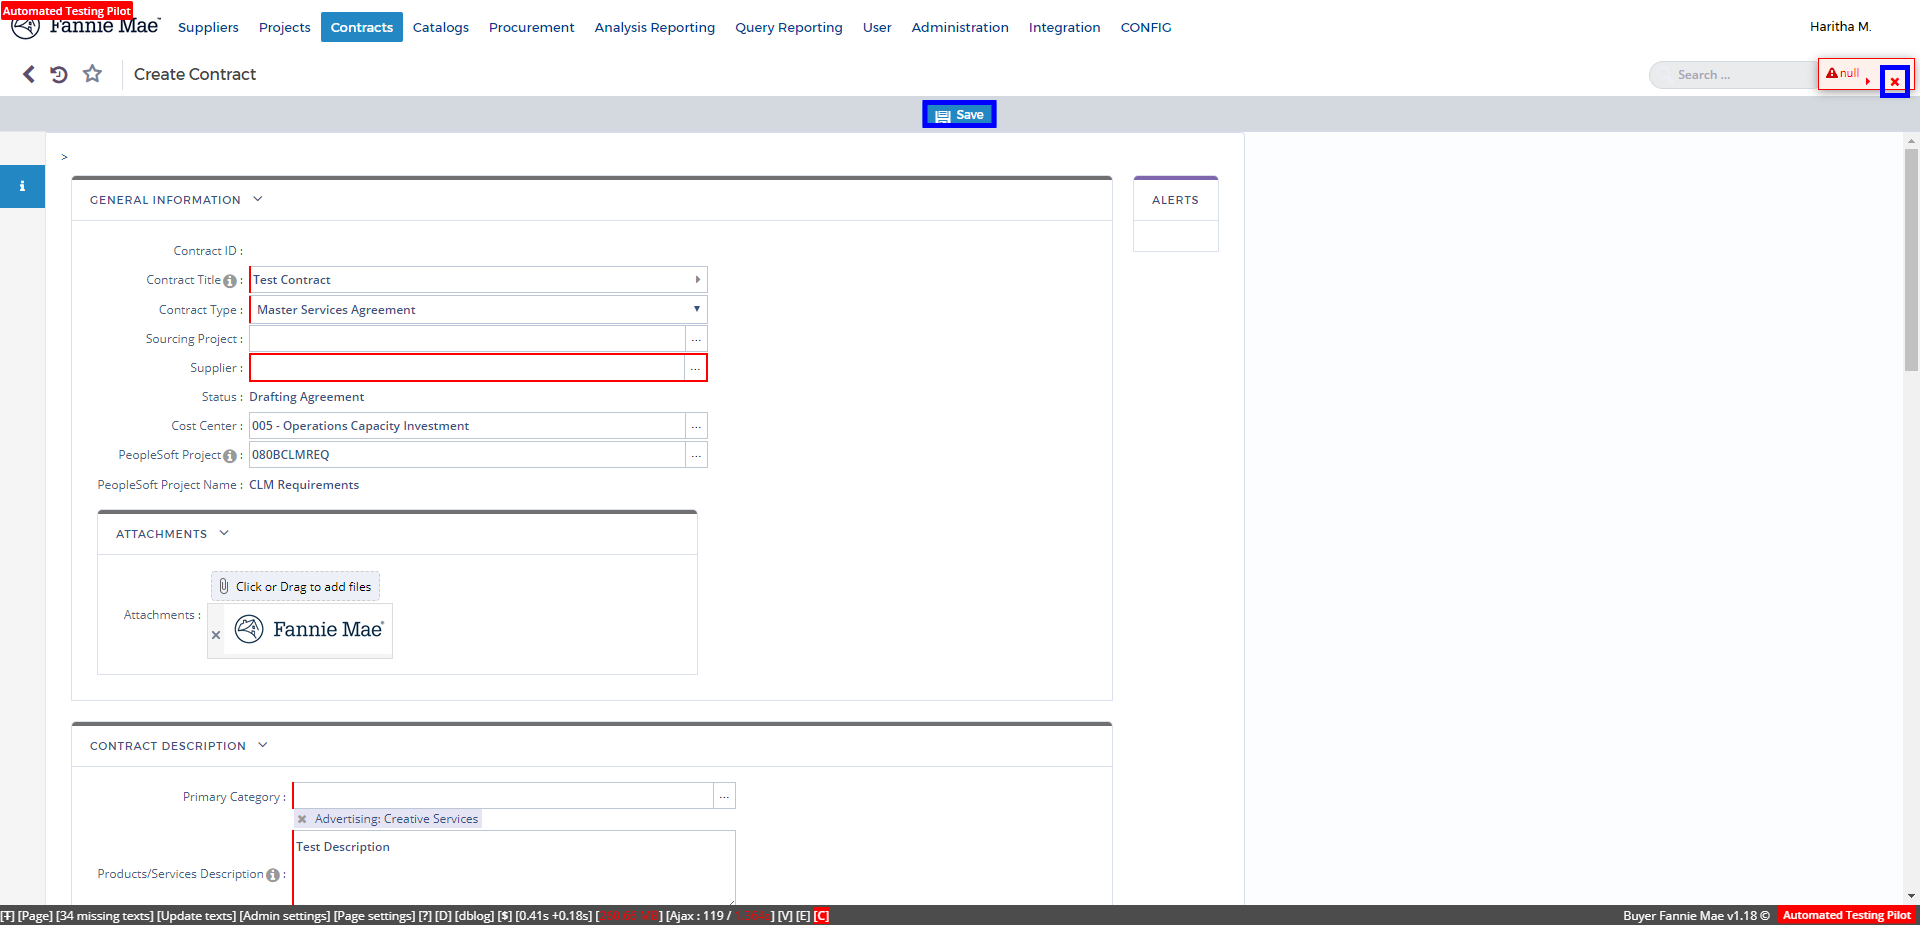 Automated Testing Pilot
Fannie Mae Suppliers Projects Contracts Catalogs Procurement Analysis Reporting Query Reporting User Administration Integration CONFIG Haritha M.
Create Contract Search ... null
Save
>
GENERAL INFORMATION ALERTS
Contract ID :
Contract Title : Test Contract
Contract Type : Master Services Agreement
Sourcing Project : ...
Supplier : ...
Status : Drafting Agreement
Cost Center : 005 - Operations Capacity Investment ...
PeopleSoft Project : 080BCLMREQ ...
PeopleSoft Project Name : CLM Requirements
ATTACHMENTS
Click or Drag to add files
Attachments :
Fannie Mae
CONTRACT DESCRIPTION
Primary Category : ...
Advertising: Creative Services
Test Description
Products/Services Description :
[T] [Page] [34 missing texts] [Update texts] [Admin settings] [Page settings] [?] [D] [dblog] [$] [0.41s +0.18s] [Ajax : 119 / ] [V] [E] [C] Buyer Fannie Mae v1.18 © Automated Testing Pilot